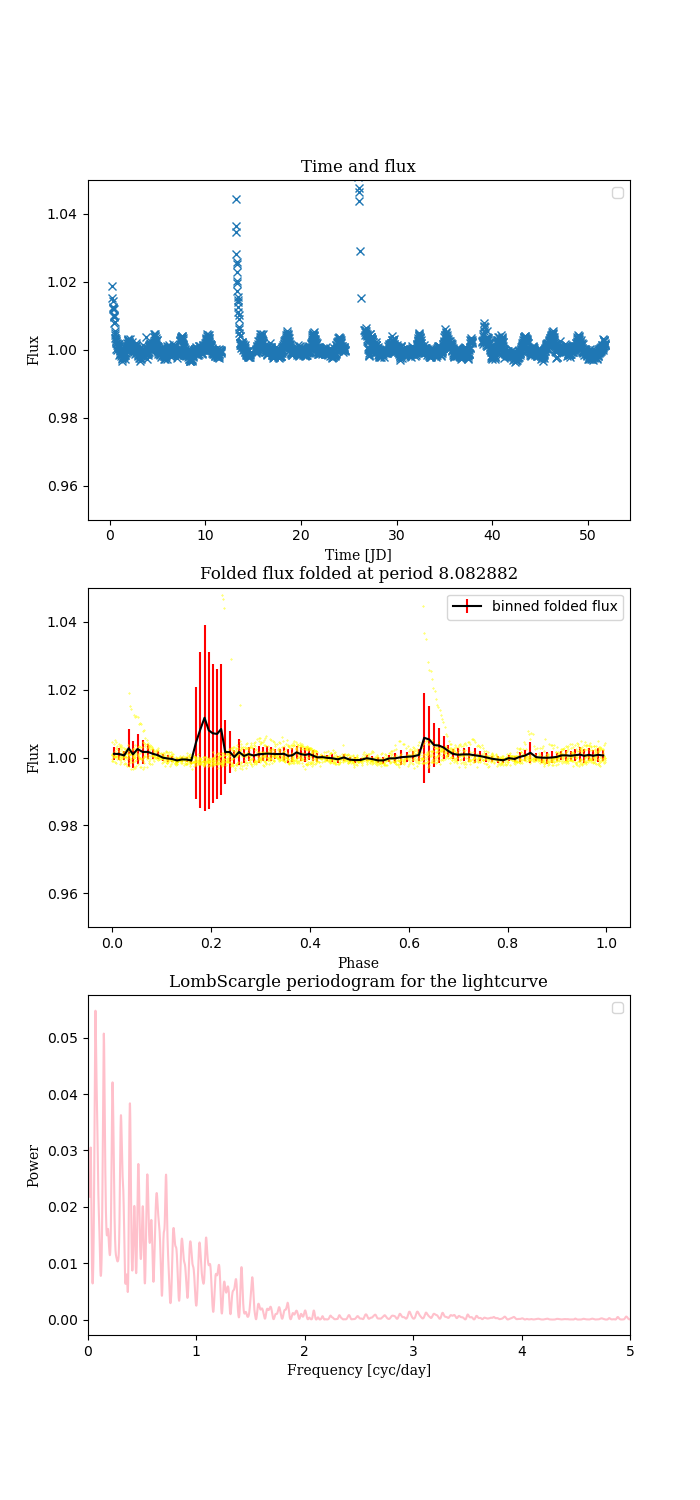 Time and flux
1.04
1.02
1.00
0.98
0.96
Flux
0 10 20 30 40 50
Time [JD]
Folded flux folded at period 8.082882
binned folded flux
1.04
1.02
1.00
0.98
0.96
Flux
0.0 0.2 0.4 0.6 0.8 1.0
Phase
LombScargle periodogram for the lightcurve
0.05
0.04
0.03
0.02
0.01
0.00
Power
0 1 2 3 4 5
Frequency [cyc/day]